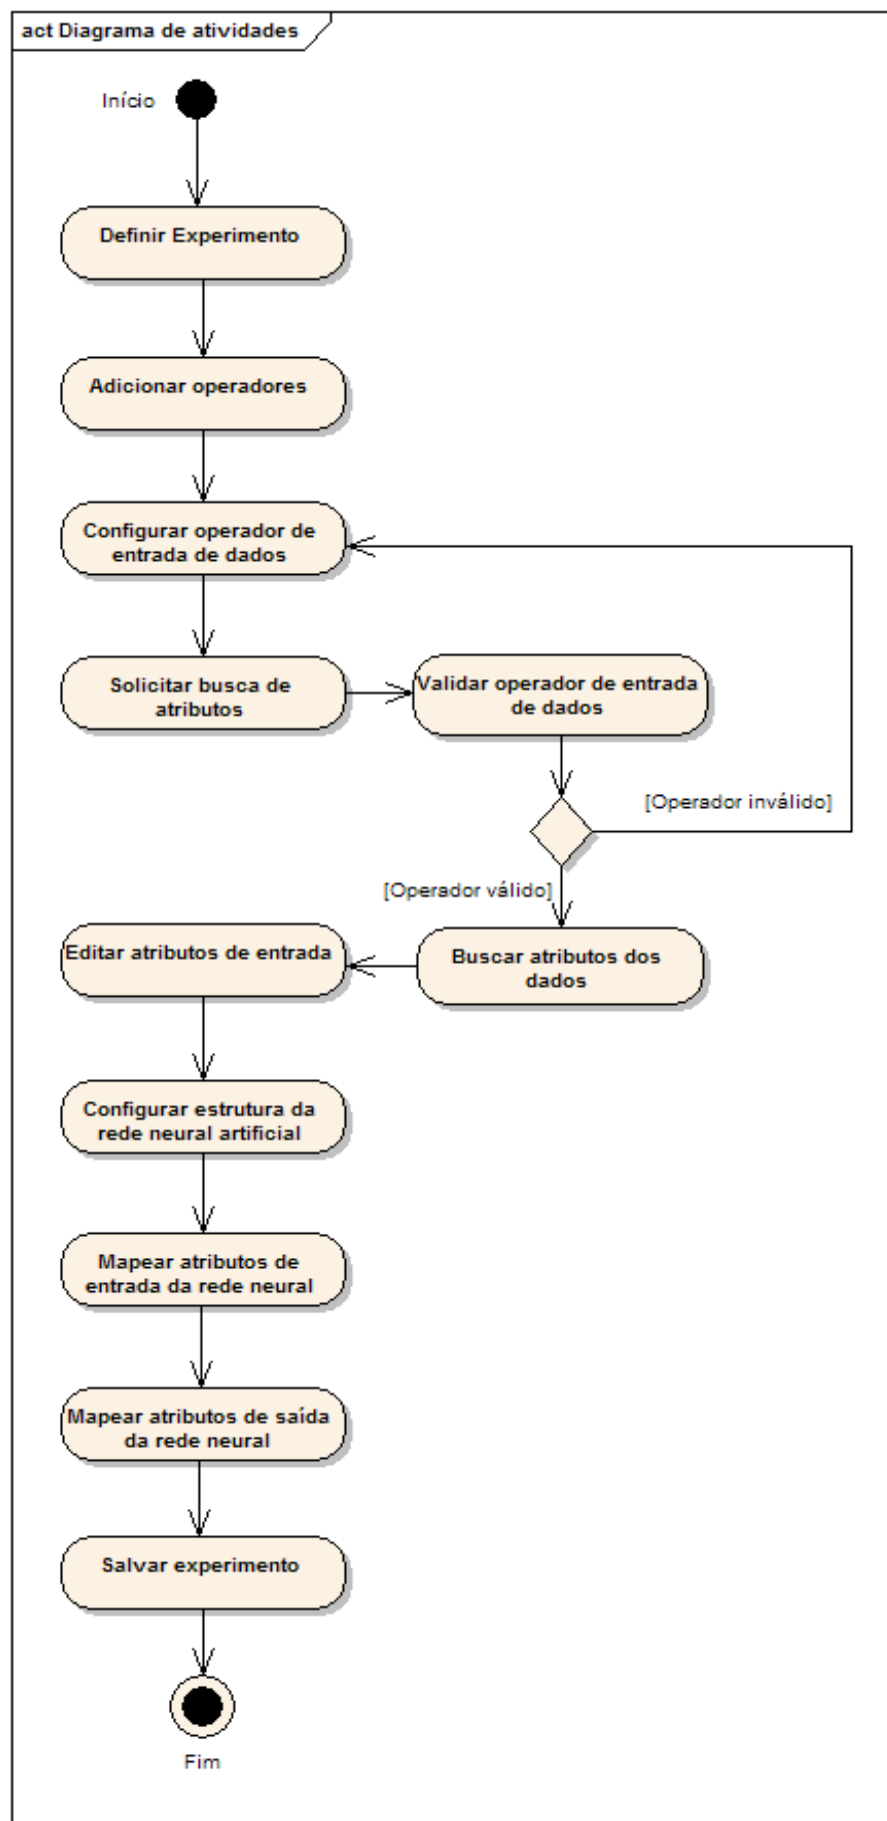 act Diagrama de atividades
Início
Definir Experimento
Adicionar operadores
Configurar operador de
entrada de dados
Solicitar busca de
atributos
Validar operador de entrada
de dados
[Operador inválido]
[Operador válido]
Buscar atributos dos
dados
Editar atributos de entrada
Configurar estrutura da
rede neural artificial
Mapear atributos de
entrada da rede neural
Mapear atributos de saída
da rede neural
Salvar experimento
Fim